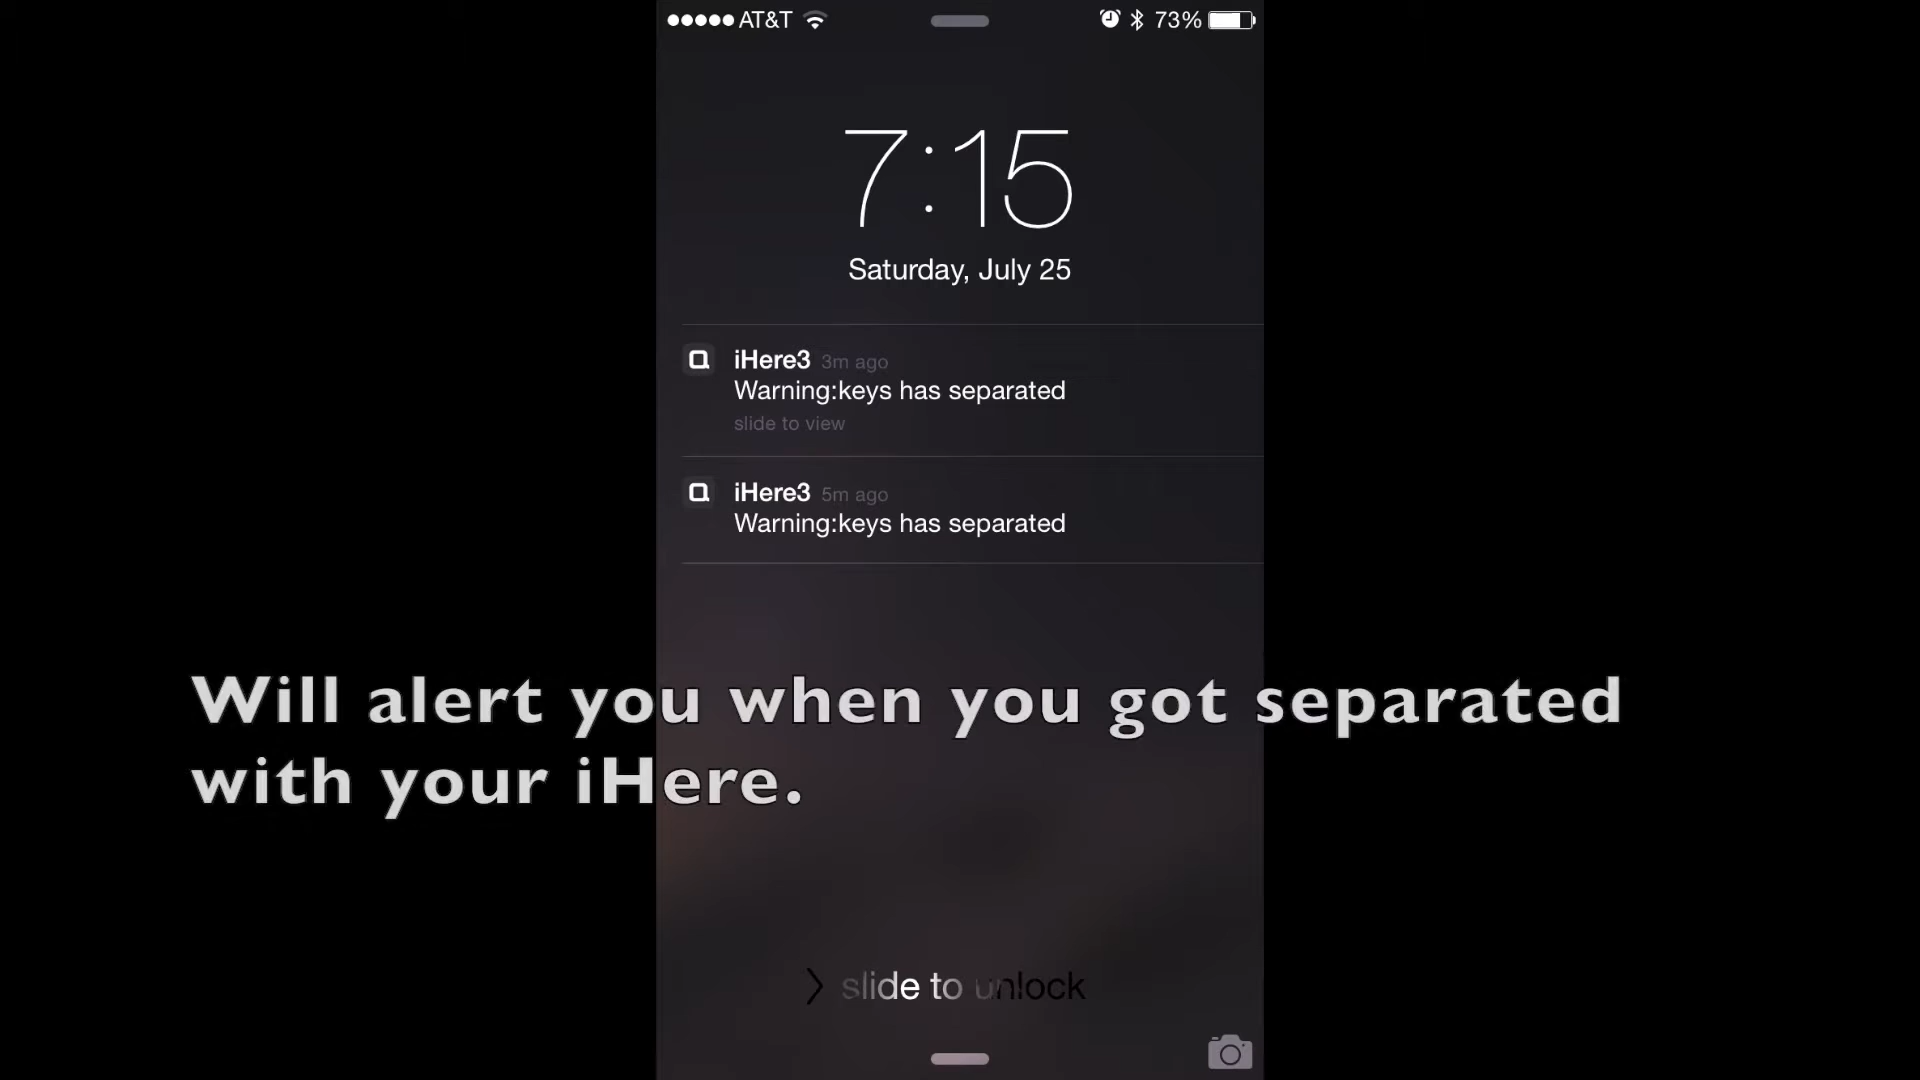 AT&T 73%
7:15
Saturday, July 25
iHere3 3m ago
Warning:keys has separated
slide to view
iHere3 5m ago
Warning:keys has separated
Will alert you when you got separated
with your iHere.
slide to unlock